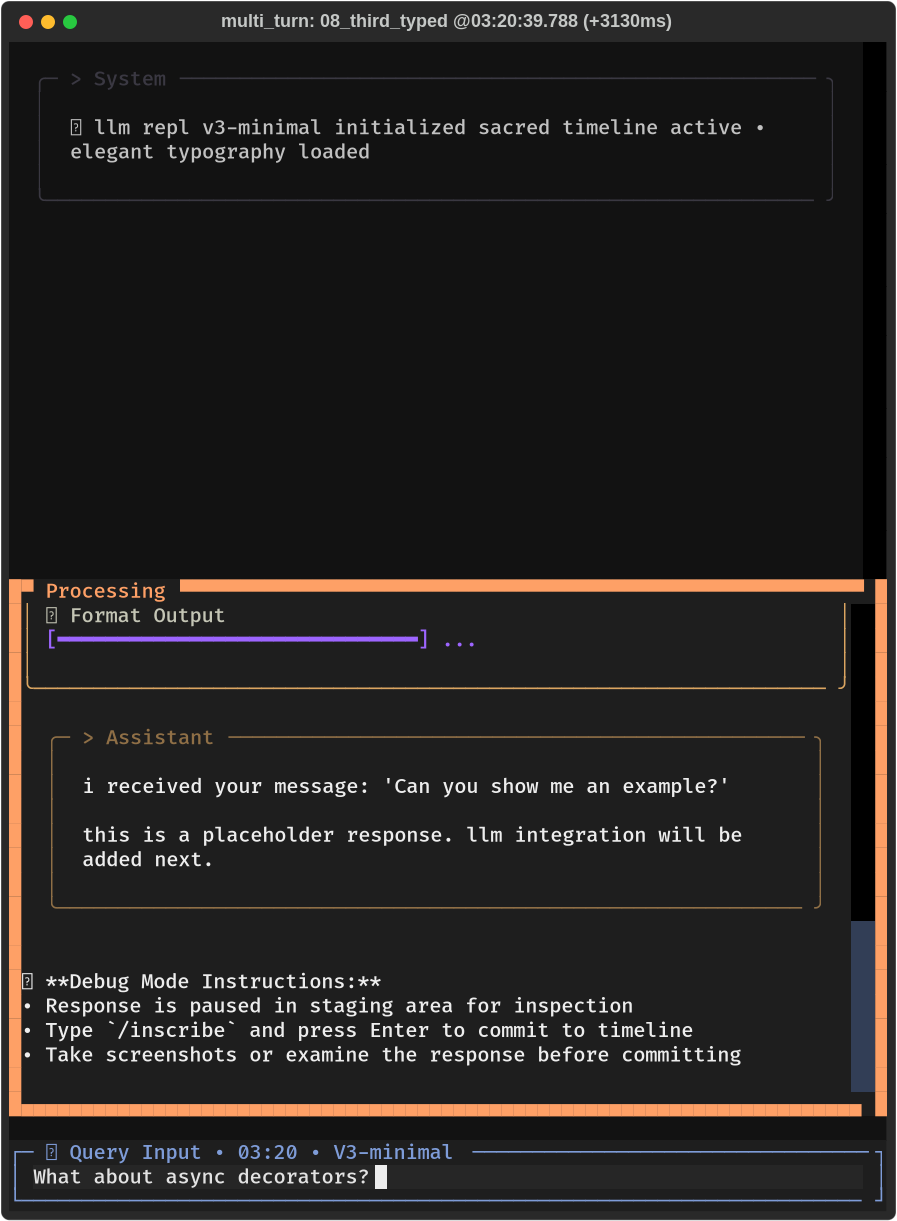 multi_turn: 08_third_typed @03:20:39.788 (+3130ms)
> System
llm repl v3-minimal initialized sacred timeline active •
elegant typography loaded
Processing
Format Output
[━━━━━━━━━━━━━━━━━━━━━━━━━━━━━━] ...
> Assistant
i received your message: 'Can you show me an example?'
this is a placeholder response. llm integration will be
added next.
**Debug Mode Instructions:**
• Response is paused in staging area for inspection
• Type `/inscribe` and press Enter to commit to timeline
• Take screenshots or examine the response before committing
Query Input • 03:20 • V3-minimal
What about async decorators?